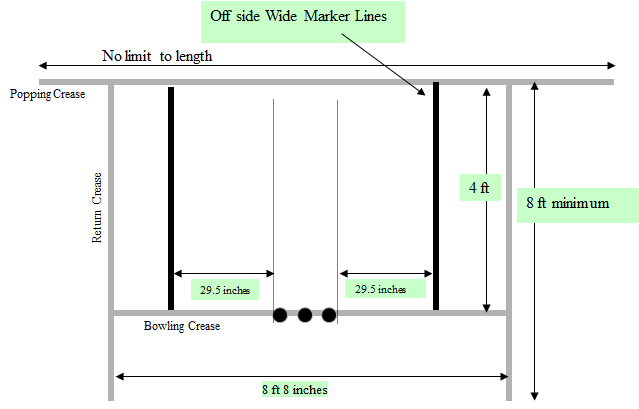 Off side Wide Marker Lines
No limit to length
Popping Crease
Return Crease
4 ft
8 ft minimum
29.5 inches
29.5 inches
Bowling Crease
8 ft 8 inches